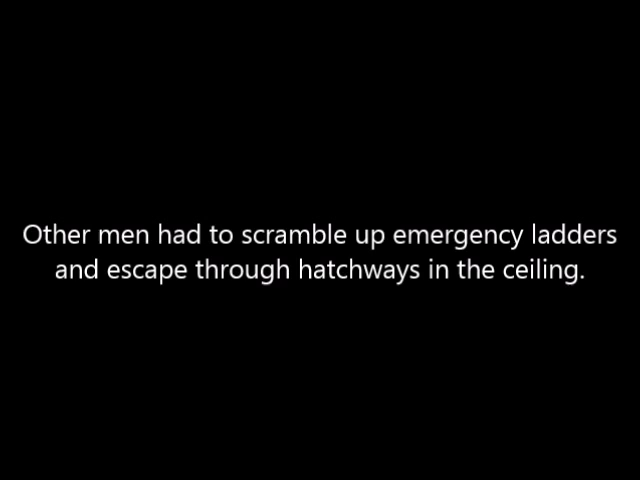 Other men had to scramble up emergency ladders
and escape through hatchways in the ceiling.